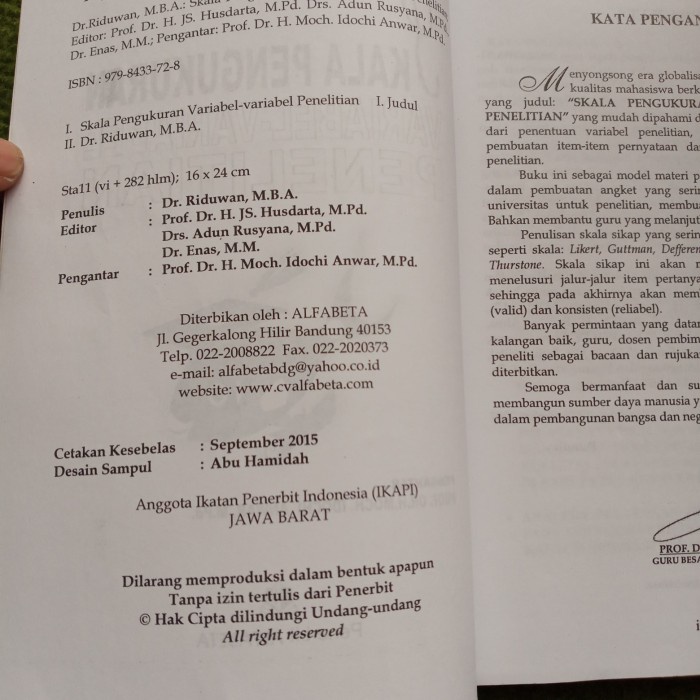 Dr.Riduwan, M.B.A.:
Editor: Prof. Dr. H. JS. Husdarta, M.Pd. Drs. Adun Rusyana, M.Pd.
Dr. Enas, M.M.; Pengantar: Prof. Dr. H. Moch. Idochi Anwar, M.Pd.
ISBN : 979-8433-72-8
I. Skala Pengukuran Variabel-variabel Penelitian I. Judul
II. Dr. Riduwan, M.B.A.
Sta11 (vi + 282 hlm); 16 x 24 cm
Penulis : Dr. Riduwan, M.B.A.
Editor : Prof. Dr. H. JS. Husdarta, M.Pd.
Drs. Adun Rusyana, M.Pd.
Dr. Enas, M.M.
Pengantar : Prof. Dr. H. Moch. Idochi Anwar, M.Pd.
Diterbitkan oleh : ALFABETA
Jl. Gegerkalong Hilir Bandung 40153
Telp. 022-2008822 Fax. 022-2020373
e-mail: alfabetabdg@yahoo.co.id
website: www.cvalfabeta.com
Cetakan Kesebelas : September 2015
Desain Sampul : Abu Hamidah
Anggota Ikatan Penerbit Indonesia (IKAPI)
JAWA BARAT
Dilarang memproduksi dalam bentuk apapun
Tanpa izin tertulis dari Penerbit
© Hak Cipta dilindungi Undang-undang
All right reserved
KATA PENGAN
Menyongsong era globalisa
kualitas mahasiswa berk
yang judul: "SKALA PENGUKURA
PENELITIAN" yang mudah dipahami d
dari penentuan variabel penelitian,
pembuatan item-item pernyataan da
penelitian.
Buku ini sebagai model materi p
dalam pembuatan angket yang serin
universitas untuk penelitian, membu
Bahkan membantu guru yang melanjut
Penulisan skala sikap yang serin
seperti skala: Likert, Guttman, Defferen
Thurstone. Skala sikap ini akan m
menelusuri jalur-jalur item pertanya
sehingga pada akhirnya akan mem
(valid) dan konsisten (reliabel).
Banyak permintaan yang datan
kalangan baik, guru, dosen pembim
peneliti sebagai bacaan dan rujuka
diterbitkan.
Semoga bermanfaat dan su
membangun sumber daya manusia y
dalam pembangunan bangsa dan neg
PROF. D
GURU BESA
i